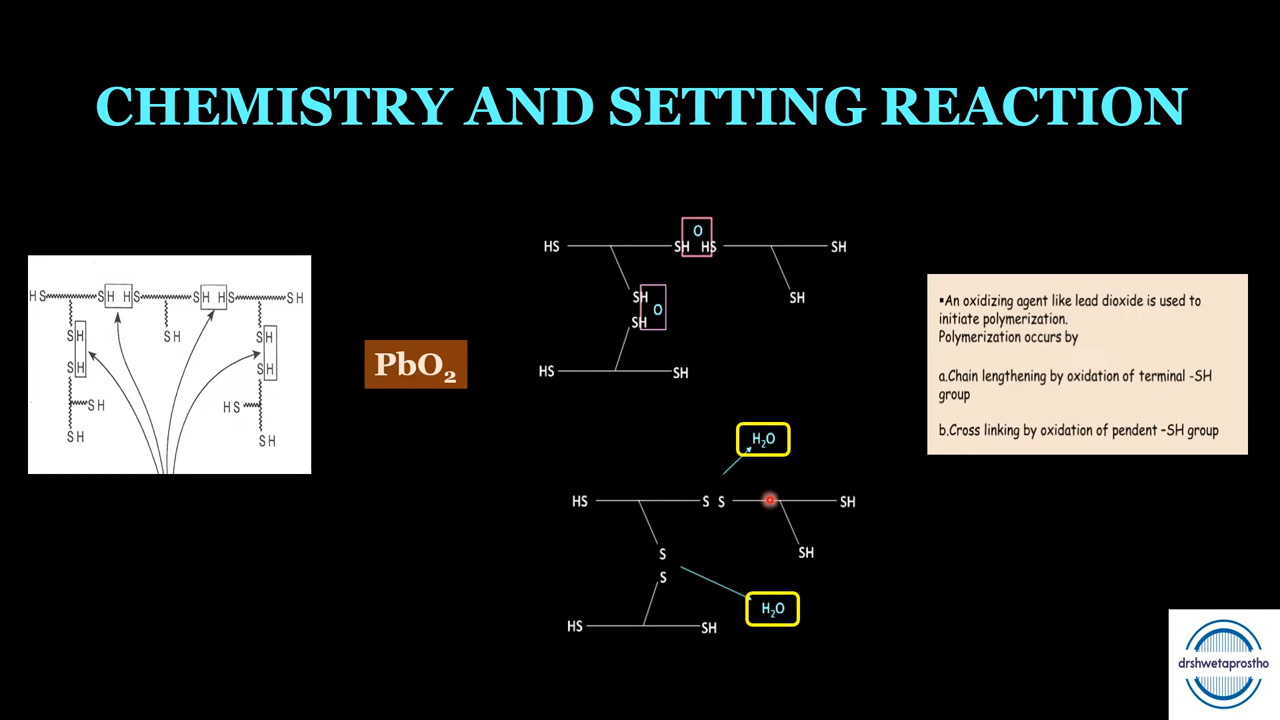 CHEMISTRY AND SETTING REACTION
HS SH HS SH HS SH
SH SH SH
SH SH
SH HS
SH SH
PbO₂
O
HS SH HS SH
SH SH
O
SH
HS SH
H₂O
HS S S SH
S SH
S
H₂O
HS SH
▪An oxidizing agent like lead dioxide is used to
initiate polymerization.
Polymerization occurs by
a.Chain lengthening by oxidation of terminal -SH
group
b.Cross linking by oxidation of pendent –SH group
drshwetaprostho